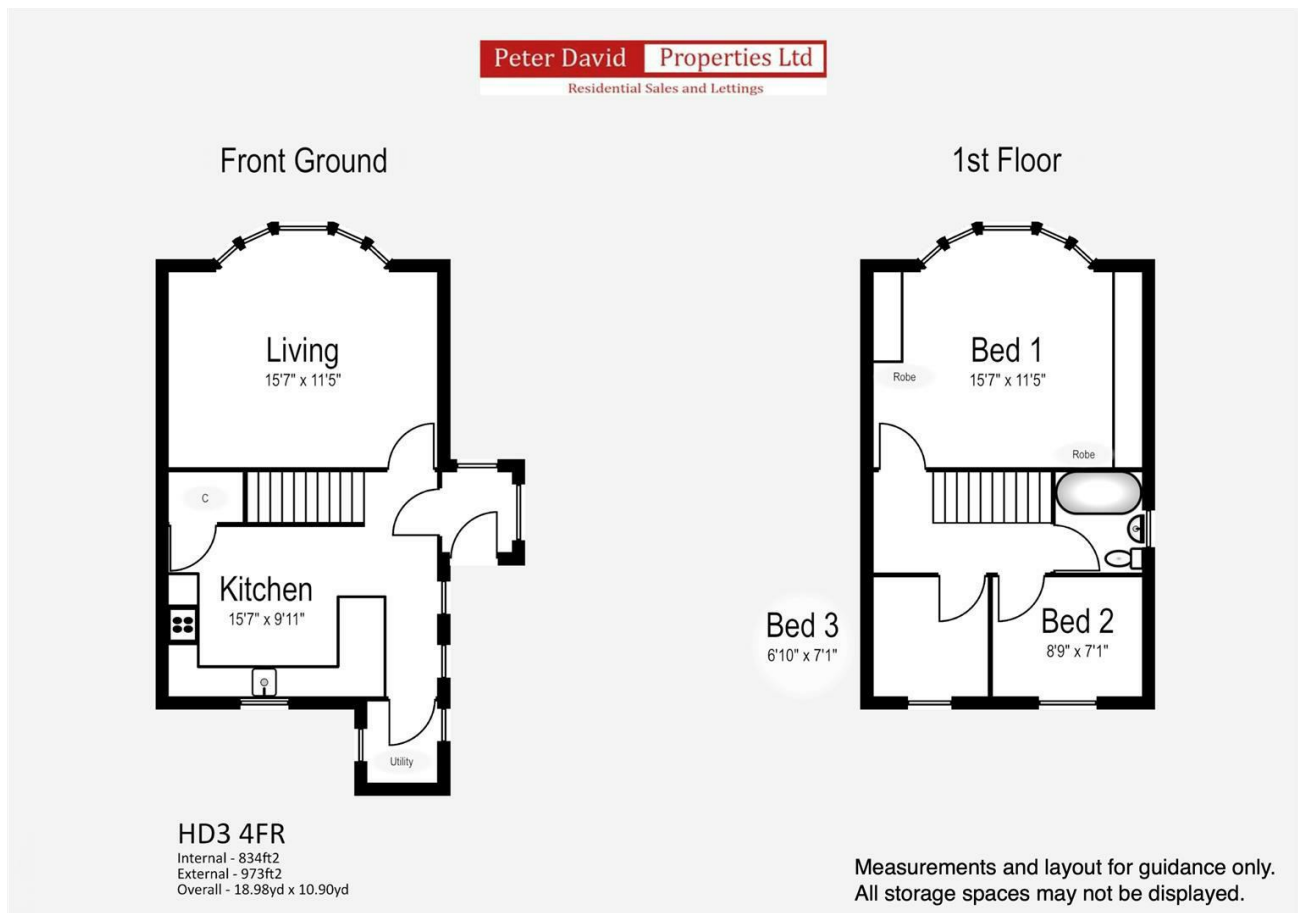 Peter David Properties Ltd
Residential Sales and Lettings
Front Ground
Living
15'7" x 11'5"
C
Kitchen
15'7" x 9'11"
Utility
1st Floor
Bed 1
15'7" x 11'5"
Robe
Robe
Bed 3
6'10" x 7'1"
Bed 2
8'9" x 7'1"
HD3 4FR
Internal - 834ft2
External - 973ft2
Overall - 18.98yd x 10.90yd
Measurements and layout for guidance only.
All storage spaces may not be displayed.